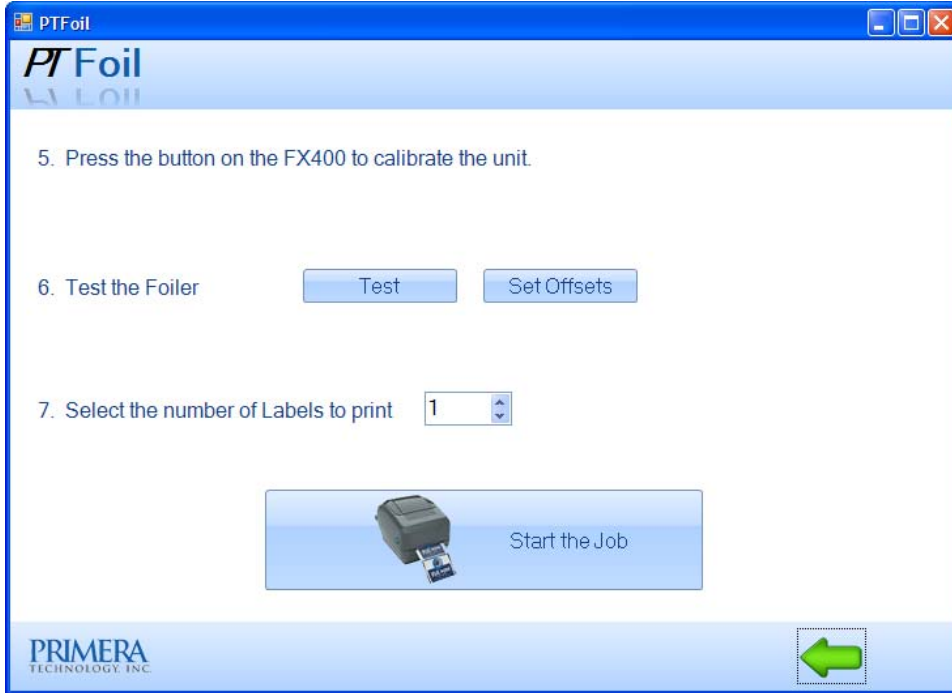 PTFoil
PT Foil
5. Press the button on the FX400 to calibrate the unit.
6. Test the Foiler
Test
Set Offsets
7. Select the number of Labels to print
1
Start the Job
PRIMERA
TECHNOLOGY, INC.